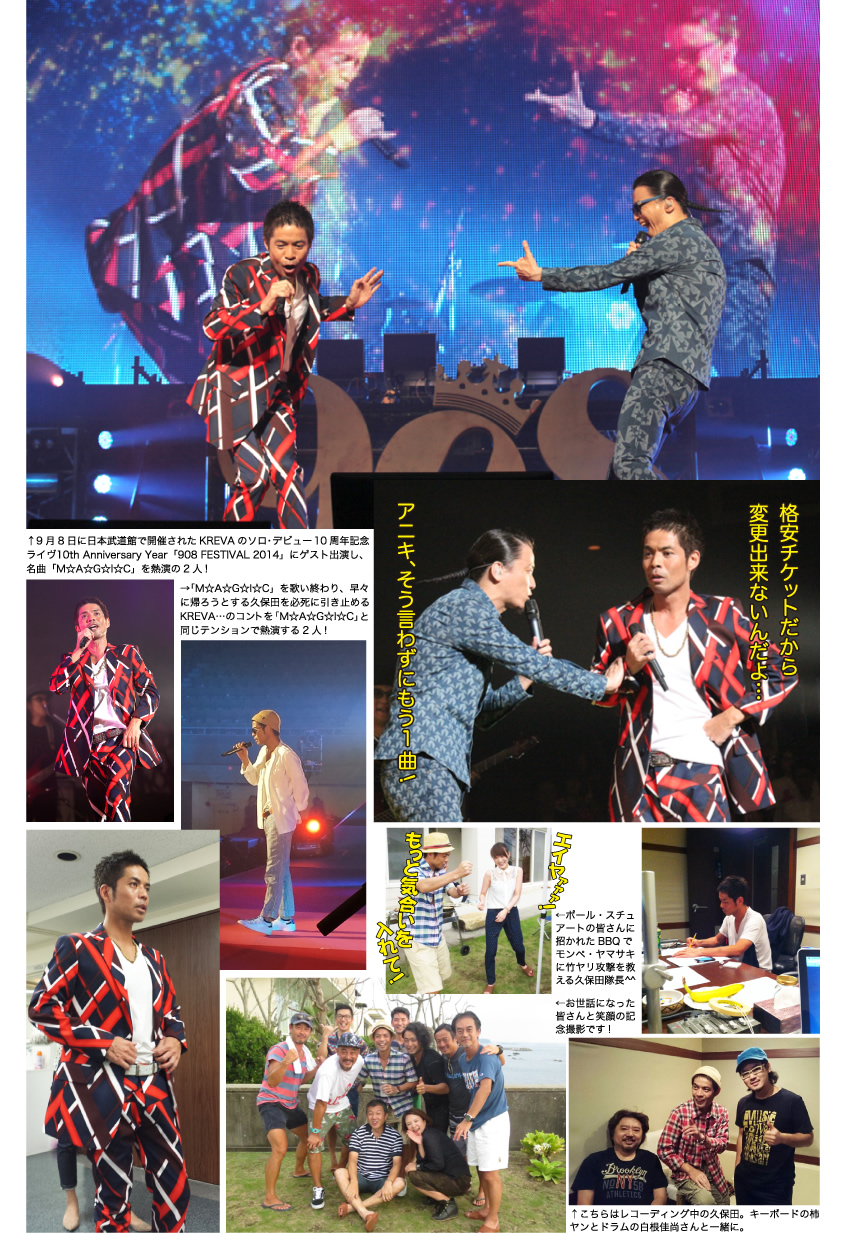 908
↑9月8日に日本武道館で開催されたKREVAのソロ・デビュー10周年記念
ライヴ10th Anniversary Year「908 FESTIVAL 2014」にゲスト出演し、
名曲「M☆A☆G☆I☆C」を熱演の2人！
→「M☆A☆G☆I☆C」を歌い終わり、早々
に帰ろうとする久保田を必死に引き止める
KREVA…のコントを「M☆A☆G☆I☆C」と
同じテンションで熱演する2人！
格安チケットだから
変更出来ないんだよ…
アニキ、そう言わずにもう1曲！
エイヤァァァ！
もっと気合いを
入れて！
←ポール・スチュ
アートの皆さんに
招かれたBBQで
モンペ・ヤマサキ
に竹ヤリ攻撃を教
える久保田隊長^^
←お世話になった
皆さんと笑顔の記
念撮影です！
Brooklyn
ATHLETICS
↑こちらはレコーディング中の久保田。キーボードの柿
ヤンとドラムの白根佳尚さんと一緒に。